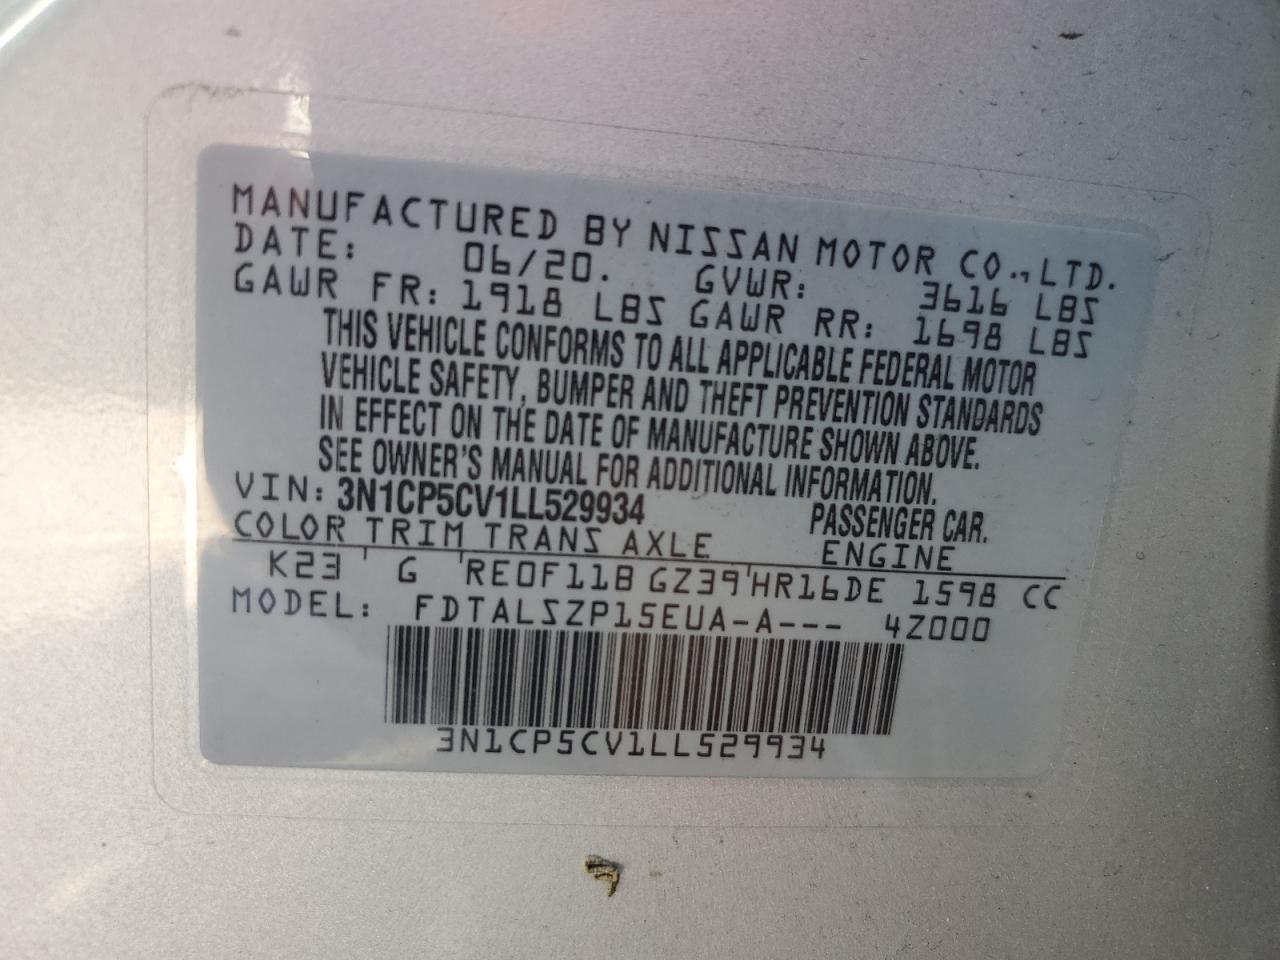 MANUFACTURED BY NISSAN MOTOR CO., LTD.
DATE: 06/20. GVWR: 3616 LBS
GAWR FR: 1918 LBS GAWR RR: 1698 LBS
THIS VEHICLE CONFORMS TO ALL APPLICABLE FEDERAL MOTOR
VEHICLE SAFETY, BUMPER AND THEFT PREVENTION STANDARDS
IN EFFECT ON THE DATE OF MANUFACTURE SHOWN ABOVE.
SEE OWNER'S MANUAL FOR ADDITIONAL INFORMATION.
VIN: 3N1CP5CV1LL529934 PASSENGER CAR.
COLOR TRIM TRANS AXLE ENGINE
K23 ' G 'RE0F11B GZ39'HR16DE 1598 CC
MODEL: FDTALSZP15EUA-A--- 4Z000
3N1CP5CV1LL529934